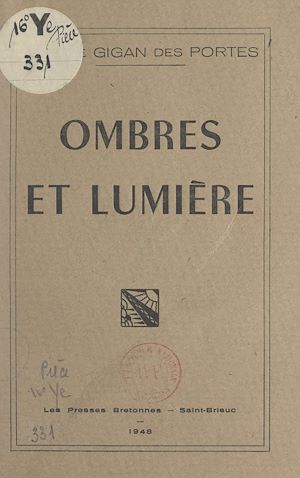 16° Ye Pièce
331
E GIGAN DES PORTES
OMBRES
ET LUMIÈRE
Pièce
16° Ye
331
Les Presses Bretonnes – Saint-Brieuc
–
1948